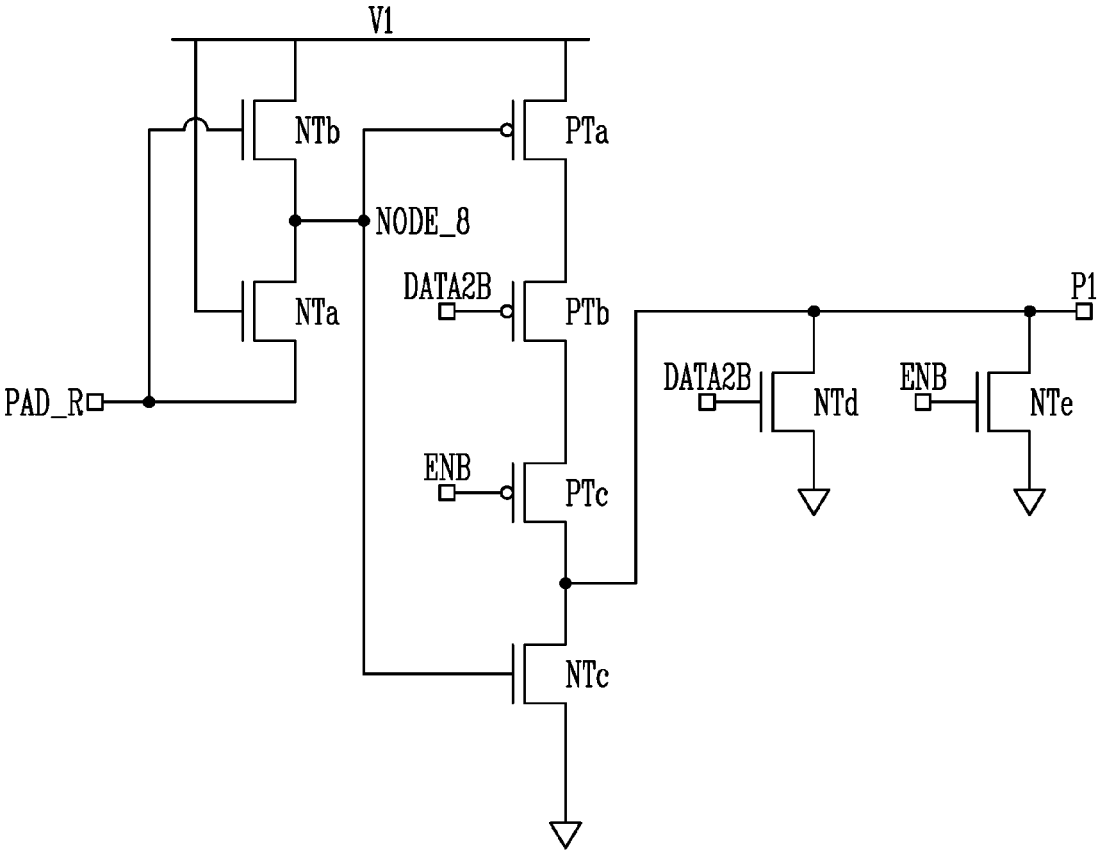 V1
NTb
PTa
NODE_8
DATA2B
NTa
PTb
P1
PAD_R
DATA2B
NTd
ENB
NTe
ENB
PTc
NTc